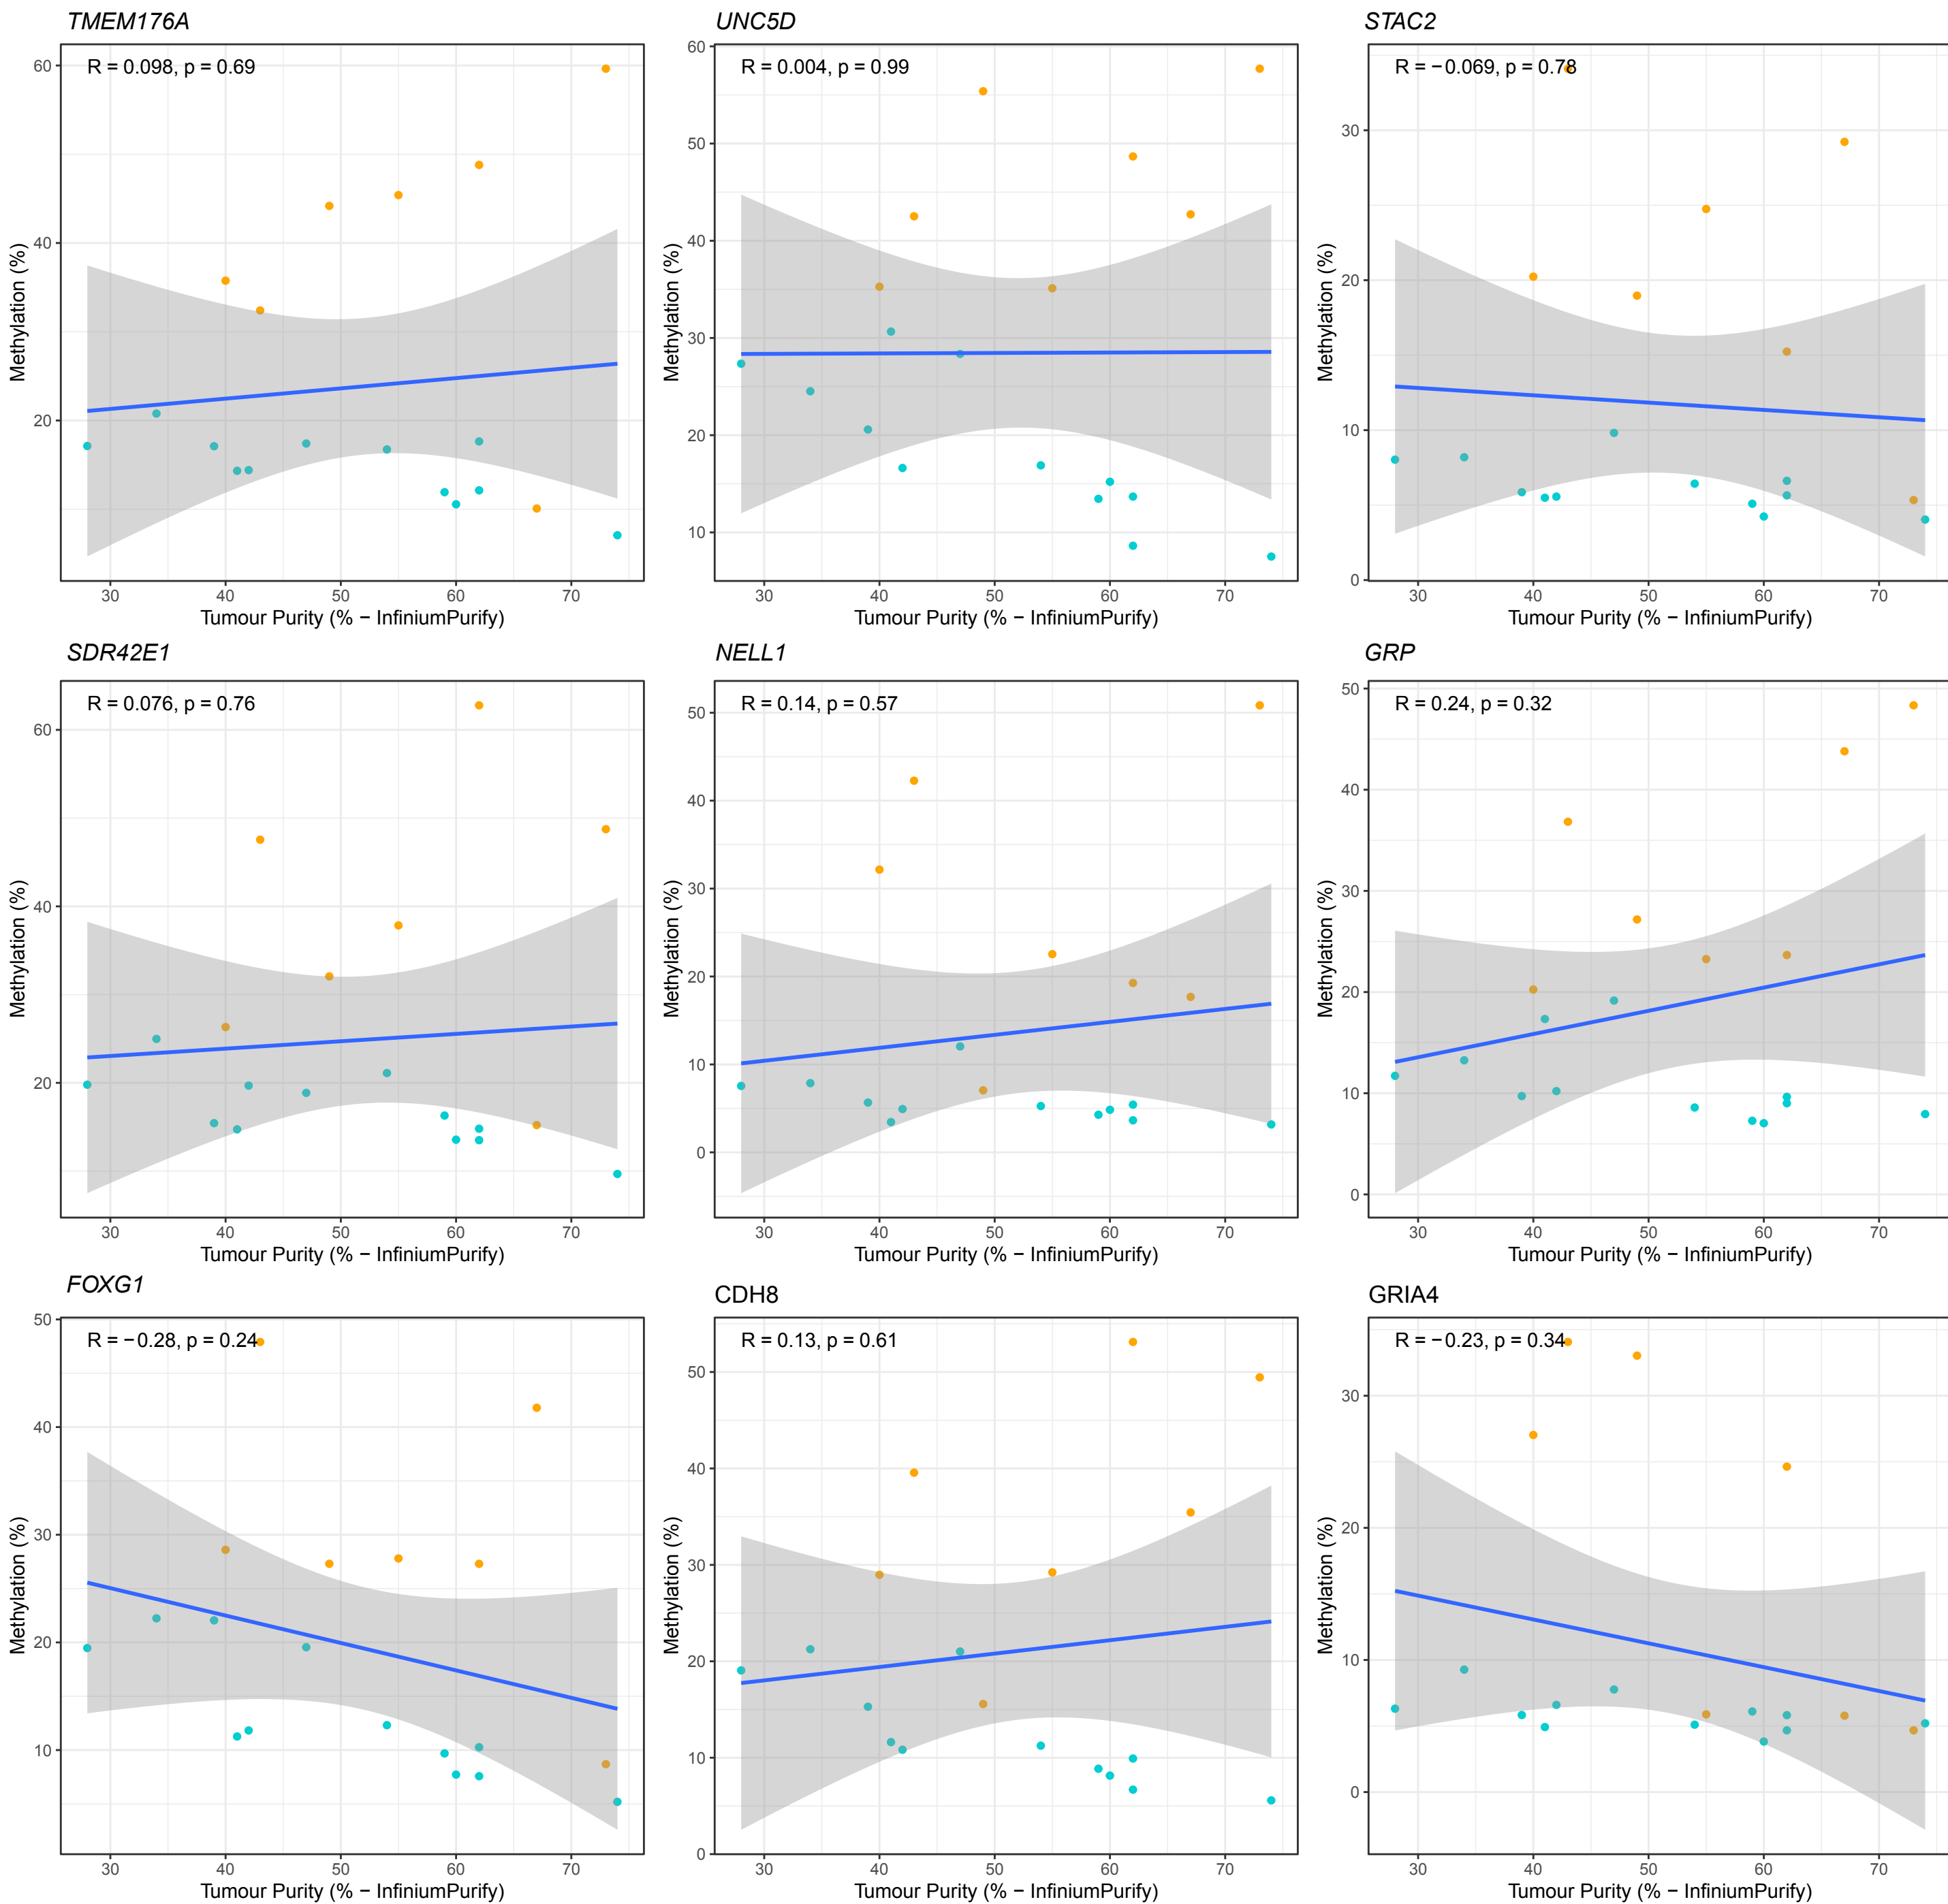 TMEM176A
R = 0.098, p = 0.69
Methylation (%)
60
40
20
30 40 50 60 70
Tumour Purity (% − InfiniumPurify)
UNC5D
R = 0.004, p = 0.99
Methylation (%)
60
50
40
30
20
10
30 40 50 60 70
Tumour Purity (% − InfiniumPurify)
STAC2
R = −0.069, p = 0.78
Methylation (%)
30
20
10
0
30 40 50 60 70
Tumour Purity (% − InfiniumPurify)
SDR42E1
R = 0.076, p = 0.76
Methylation (%)
60
40
20
30 40 50 60 70
Tumour Purity (% − InfiniumPurify)
NELL1
R = 0.14, p = 0.57
Methylation (%)
50
40
30
20
10
0
30 40 50 60 70
Tumour Purity (% − InfiniumPurify)
GRP
R = 0.24, p = 0.32
Methylation (%)
50
40
30
20
10
0
30 40 50 60 70
Tumour Purity (% − InfiniumPurify)
FOXG1
R = −0.28, p = 0.24
Methylation (%)
50
40
30
20
10
30 40 50 60 70
Tumour Purity (% − InfiniumPurify)
CDH8
R = 0.13, p = 0.61
Methylation (%)
50
40
30
20
10
0
30 40 50 60 70
Tumour Purity (% − InfiniumPurify)
GRIA4
R = −0.23, p = 0.34
Methylation (%)
30
20
10
0
30 40 50 60 70
Tumour Purity (% − InfiniumPurify)